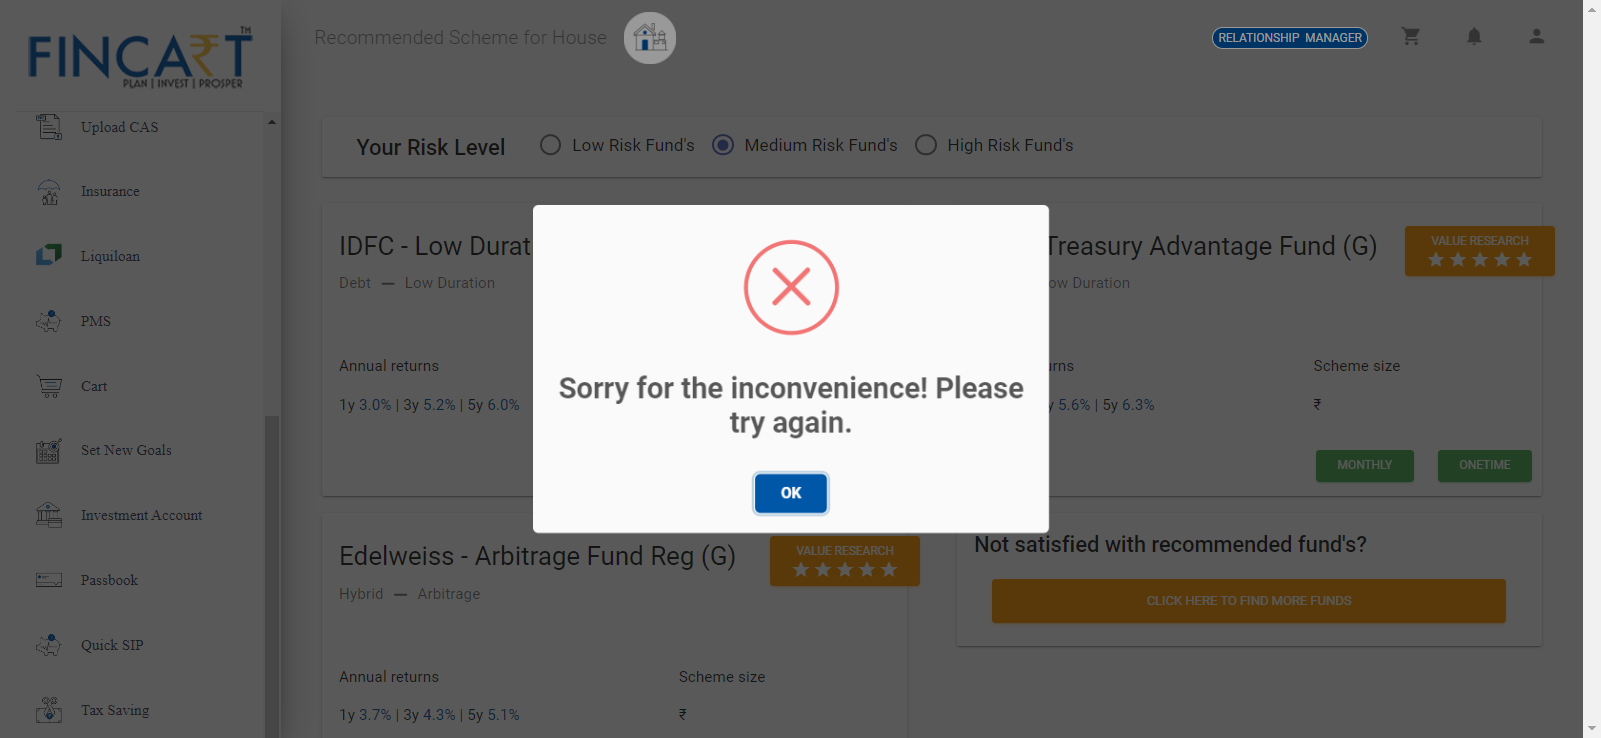 FINCART
TM
PLAN | INVEST | PROSPER
Upload CAS
Insurance
Liquiloan
PMS
Cart
Set New Goals
Investment Account
Passbook
Quick SIP
Tax Saving
Recommended Scheme for House
RELATIONSHIP MANAGER
Your Risk Level
Low Risk Fund's
Medium Risk Fund's
High Risk Fund's
IDFC - Low Durat
Debt — Low Duration
Annual returns
1y 3.0% | 3y 5.2% | 5y 6.0%
Treasury Advantage Fund (G)
ow Duration
VALUE RESEARCH
★★★★★
urns
y 5.6% | 5y 6.3%
Scheme size
₹
MONTHLY
ONETIME
Sorry for the inconvenience! Please
try again.
OK
Edelweiss - Arbitrage Fund Reg (G)
Hybrid — Arbitrage
VALUE RESEARCH
★★★★★
Annual returns
1y 3.7% | 3y 4.3% | 5y 5.1%
Scheme size
₹
Not satisfied with recommended fund's?
CLICK HERE TO FIND MORE FUNDS